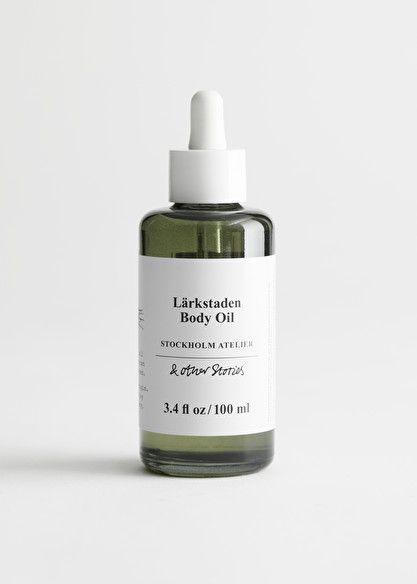 Lärkstaden
Body Oil
STOCKHOLM ATELIER
& other Stories
3.4 fl oz/100 ml